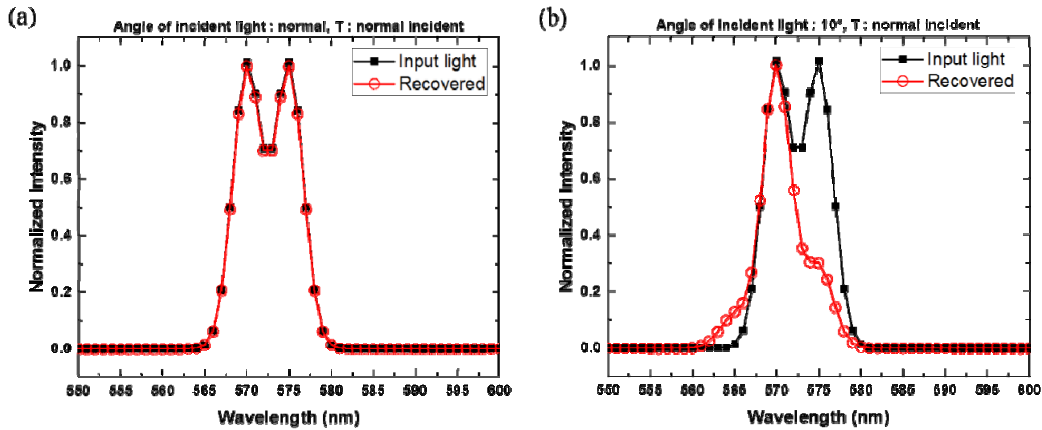 (a)
Angle of incident light : normal, T : normal incident
Input light
Recovered
Normalized Intensity
1.0
0.8
0.6
0.4
0.2
0.0
550 555 560 565 570 575 580 585 590 595 600
Wavelength (nm)
(b)
Angle of incident light : 10°, T : normal incident
Input light
Recovered
Normalized Intensity
1.0
0.8
0.6
0.4
0.2
0.0
550 555 560 565 570 575 580 585 590 595 600
Wavelength (nm)